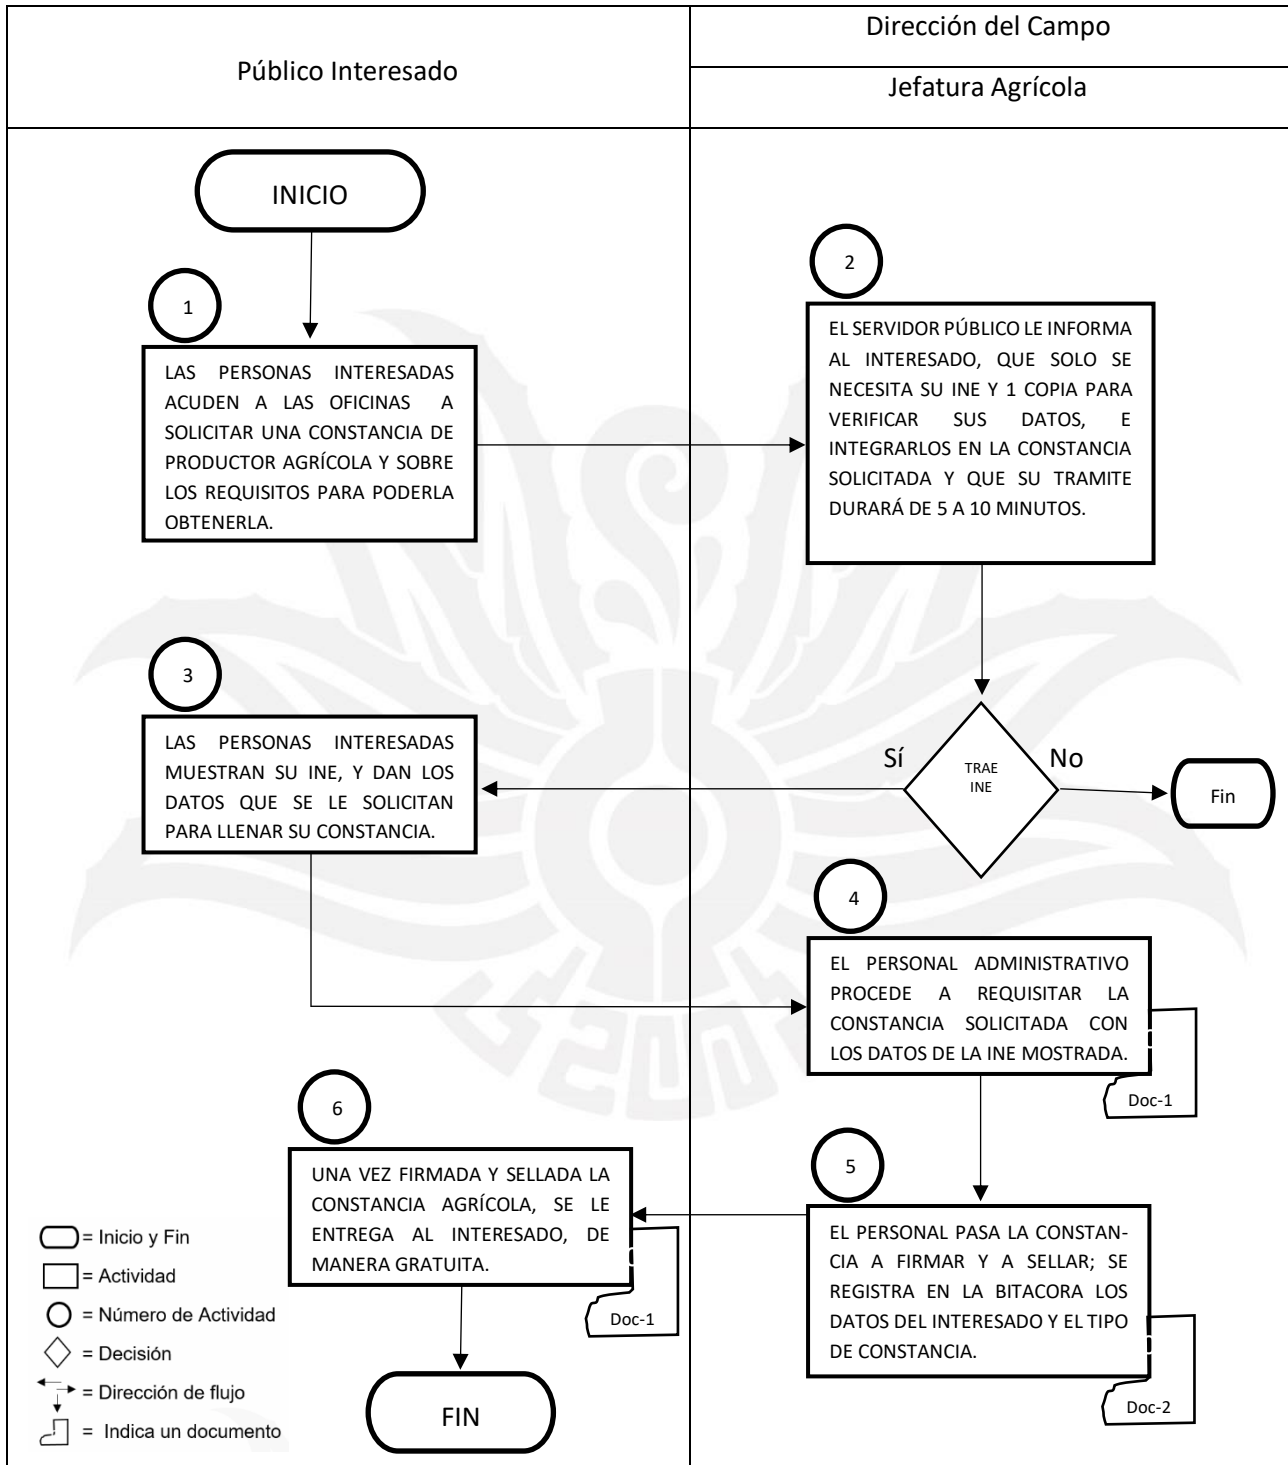 Público Interesado
Dirección del Campo
Jefatura Agrícola
INICIO
1
LAS PERSONAS INTERESADAS
ACUDEN A LAS OFICINAS A
SOLICITAR UNA CONSTANCIA DE
PRODUCTOR AGRÍCOLA Y SOBRE
LOS REQUISITOS PARA PODERLA
OBTENERLA.
2
EL SERVIDOR PÚBLICO LE INFORMA
AL INTERESADO, QUE SOLO SE
NECESITA SU INE Y 1 COPIA PARA
VERIFICAR SUS DATOS, E
INTEGRARLOS EN LA CONSTANCIA
SOLICITADA Y QUE SU TRAMITE
DURARÁ DE 5 A 10 MINUTOS.
TRAE
INE
Sí
No
Fin
3
LAS PERSONAS INTERESADAS
MUESTRAN SU INE, Y DAN LOS
DATOS QUE SE LE SOLICITAN
PARA LLENAR SU CONSTANCIA.
4
EL PERSONAL ADMINISTRATIVO
PROCEDE A REQUISITAR LA
CONSTANCIA SOLICITADA CON
LOS DATOS DE LA INE MOSTRADA.
Doc-1
5
EL PERSONAL PASA LA CONSTAN-
CIA A FIRMAR Y A SELLAR; SE
REGISTRA EN LA BITACORA LOS
DATOS DEL INTERESADO Y EL TIPO
DE CONSTANCIA.
Doc-2
6
UNA VEZ FIRMADA Y SELLADA LA
CONSTANCIA AGRÍCOLA, SE LE
ENTREGA AL INTERESADO, DE
MANERA GRATUITA.
Doc-1
FIN
= Inicio y Fin
= Actividad
= Número de Actividad
= Decisión
= Dirección de flujo
= Indica un documento